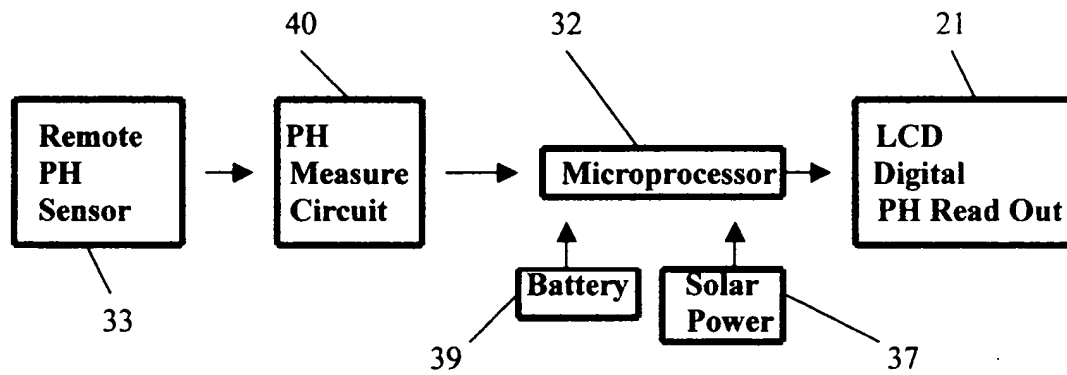 40
32
21
Remote
PH
Sensor
PH
Measure
Circuit
Microprocessor
LCD
Digital
PH Read Out
Battery
Solar
Power
33
39
37